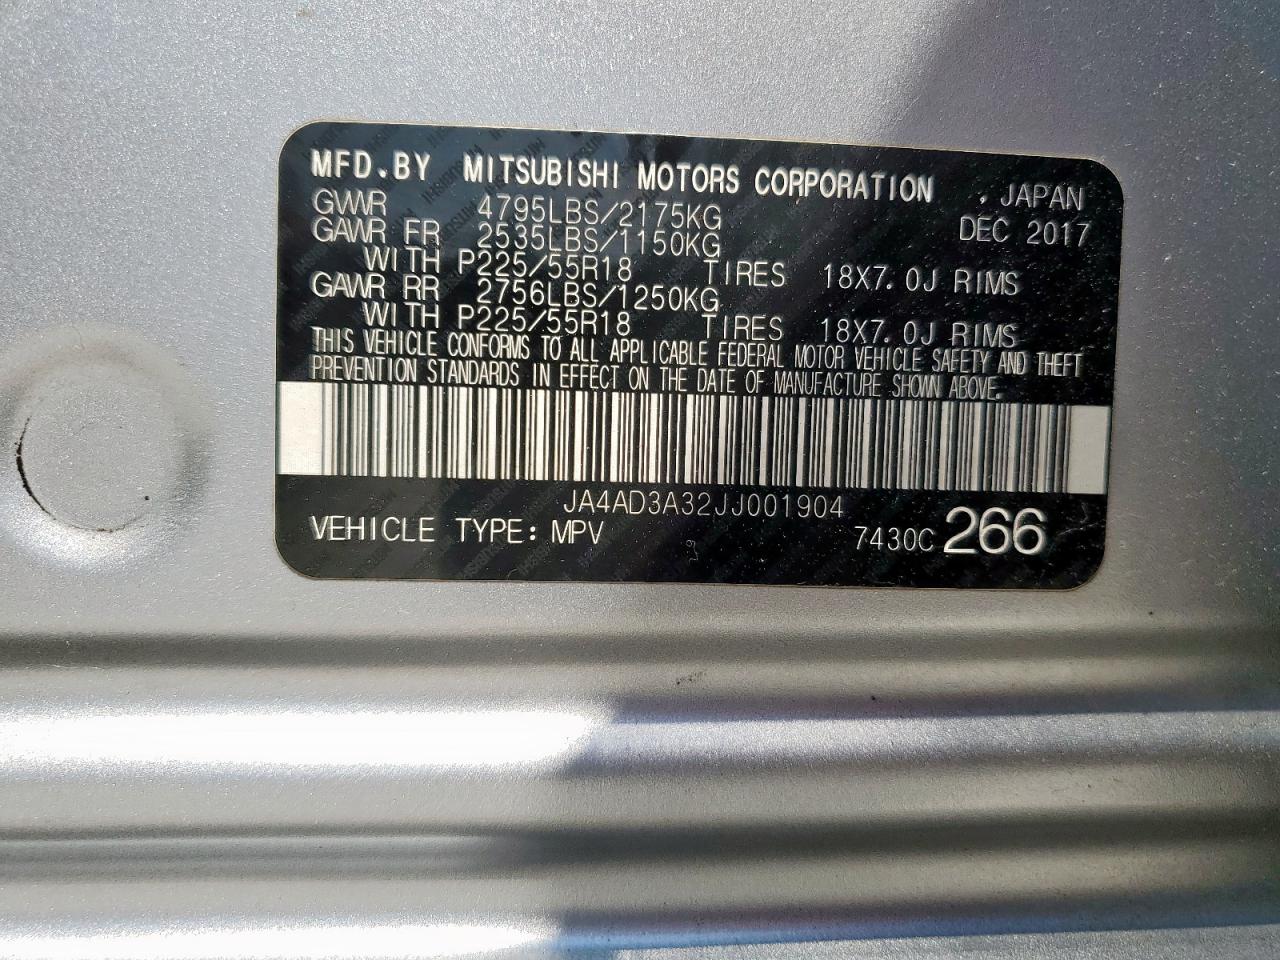 MFD.BY MITSUBISHI MOTORS CORPORATION , JAPAN
GVWR 4795LBS/2175KG DEC 2017
GAWR FR 2535LBS/1150KG
WITH P225/55R18 TIRES 18X7.0J RIMS
GAWR RR 2756LBS/1250KG
WITH P225/55R18 TIRES 18X7.0J RIMS
THIS VEHICLE CONFORMS TO ALL APPLICABLE FEDERAL MOTOR VEHICLE SAFETY AND THEFT
PREVENTION STANDARDS IN EFFECT ON THE DATE OF MANUFACTURE SHOWN ABOVE.
JA4AD3A32JJ001904
VEHICLE TYPE: MPV 7430C 266